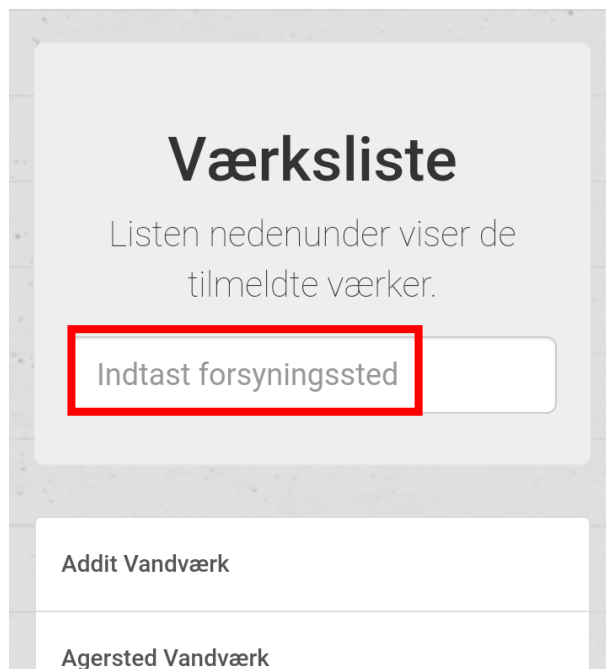 Værksliste
Listen nedenunder viser de
tilmeldte værker.
Indtast forsyningssted
Addit Vandværk
Agersted Vandværk